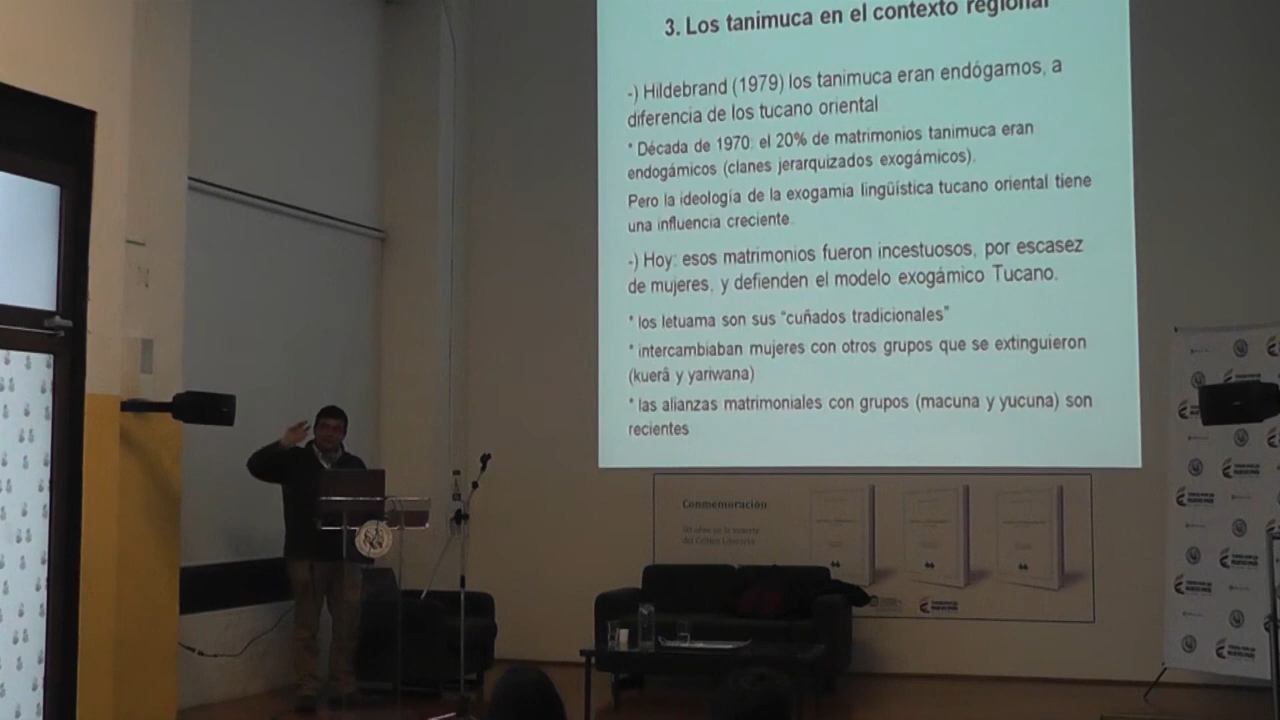 3. Los tanimuca en el contexto regional
-) Hildebrand (1979) los tanimuca eran endógamos, a
diferencia de los tucano oriental
* Década de 1970: el 20% de matrimonios tanimuca eran
endogámicos (clanes jerarquizados exogámicos).
Pero la ideología de la exogamia lingüística tucano oriental tiene
una influencia creciente.
-) Hoy: esos matrimonios fueron incestuosos, por escasez
de mujeres, y defienden el modelo exogámico Tucano.
* los letuama son sus "cuñados tradicionales"
* intercambiaban mujeres con otros grupos que se extinguieron
(kuerâ y yariwana)
* las alianzas matrimoniales con grupos (macuna y yucuna) son
recientes
Conmemoración